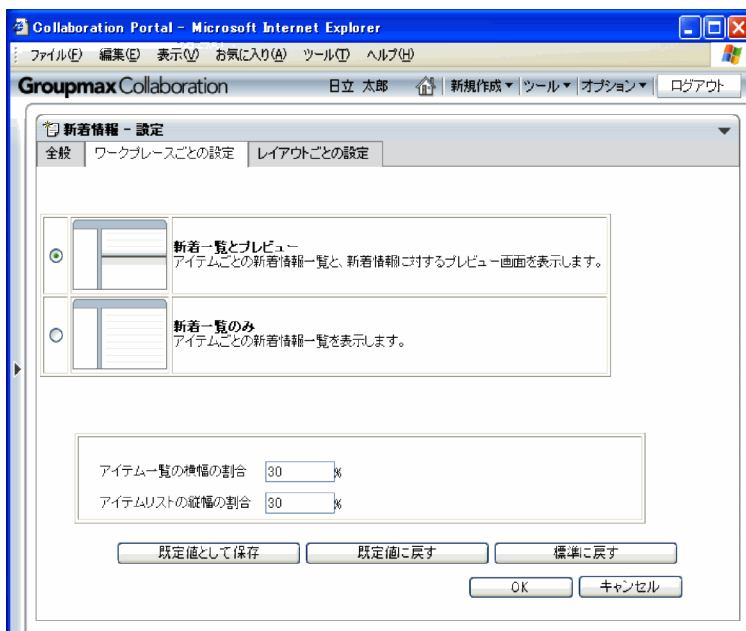 Collaboration Portal - Microsoft Internet Explorer
ファイル(F) 編集(E) 表示(V) お気に入り(A) ツール(T) ヘルプ(H)
Groupmax Collaboration 日立 太郎 新規作成▼ ツール▼ オプション▼ ログアウト
新着情報 - 設定
全般 ワークプレースごとの設定 レイアウトごとの設定
新着一覧とプレビュー
アイテムごとの新着情報一覧と、新着情報に対するプレビュー画面を表示します。
新着一覧のみ
アイテムごとの新着情報一覧を表示します。
アイテム一覧の横幅の割合 30 %
アイテムリストの縦幅の割合 30 %
既定値として保存 既定値に戻す 標準に戻す
OK キャンセル